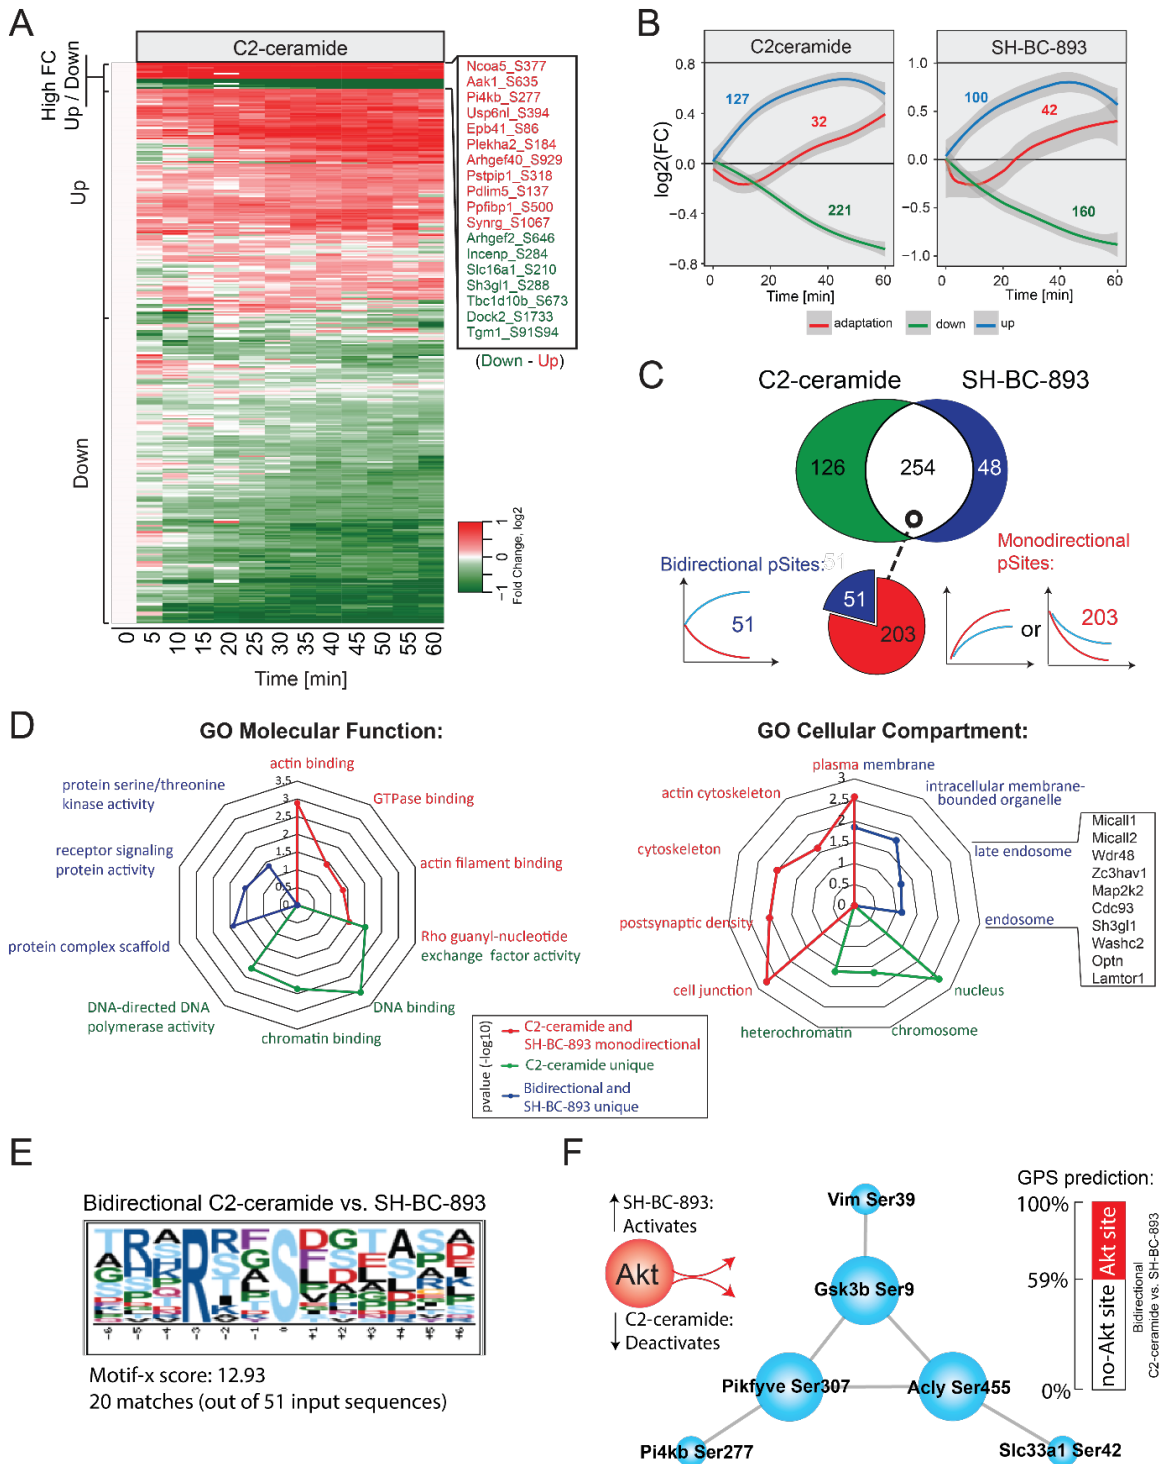 A
C2-ceramide
High FC
Up / Down
Up
Down
Ncoa5_S377
Aak1_S635
Pi4kb_S277
Usp6nl_S394
Epb41_S86
Plekha2_S184
Arhgef40_S929
Pstpip1_S318
Pdlim5_S137
Ppfibp1_S500
Synrg_S1067
Arhgef2_S646
Incenp_S284
Slc16a1_S210
Sh3gl1_S288
Tbc1d10b_S673
Dock2_S1733
Tgm1_S91S94
(Down - Up)
1
0
−1
Fold Change, log2
0 5 10 15 20 25 30 35 40 45 50 55 60
Time [min]
B
C2ceramide
SH-BC-893
log2(FC)
0.8
0.4
0.0
−0.4
−0.8
127
32
221
0 20 40 60
Time [min]
1.0
0.5
0.0
−0.5
−1.0
100
42
160
0 20 40 60
Time [min]
adaptation down up
C
C2-ceramide SH-BC-893
126 254 48
Bidirectional pSites:51
51
51
203
Monodirectional
pSites:
or
203
D
GO Molecular Function:
actin binding
GTPase binding
actin filament binding
Rho guanyl-nucleotide
exchange factor activity
DNA binding
chromatin binding
DNA-directed DNA
polymerase activity
protein complex scaffold
receptor signaling
protein activity
protein serine/threonine
kinase activity
3.5
3
2.5
2
1.5
1
0.5
0
GO Cellular Compartment:
plasma membrane
intracellular membrane-
bounded organelle
late endosome
endosome
nucleus
chromosome
heterochromatin
cell junction
postsynaptic density
cytoskeleton
actin cytoskeleton
3
2.5
2
1.5
1
0.5
0
Micall1
Micall2
Wdr48
Zc3hav1
Map2k2
Cdc93
Sh3gl1
Washc2
Optn
Lamtor1
pvalue (-log10)
C2-ceramide and
SH-BC-893 monodirectional
C2-ceramide unique
Bidirectional and
SH-BC-893 unique
E
Bidirectional C2-ceramide vs. SH-BC-893
-6 -5 -4 -3 -2 -1 0 +1 +2 +3 +4 +5 +6
Motif-x score: 12.93
20 matches (out of 51 input sequences)
F
SH-BC-893:
Activates
Akt
C2-ceramide:
Deactivates
Vim Ser39
Gsk3b Ser9
Pikfyve Ser307
Acly Ser455
Pi4kb Ser277
Slc33a1 Ser42
GPS prediction:
100%
59%
0%
Akt site
no-Akt site
Bidirectional
C2-ceramide vs. SH-BC-893